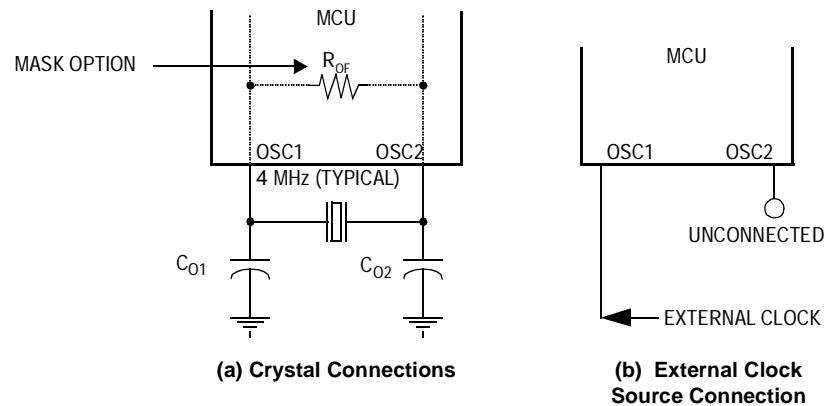 MCU
MASK OPTION
R_OF
OSC1
OSC2
4 MHz (TYPICAL)
C_O1
C_O2
(a) Crystal Connections
MCU
OSC1
OSC2
UNCONNECTED
EXTERNAL CLOCK
(b) External Clock
Source Connection